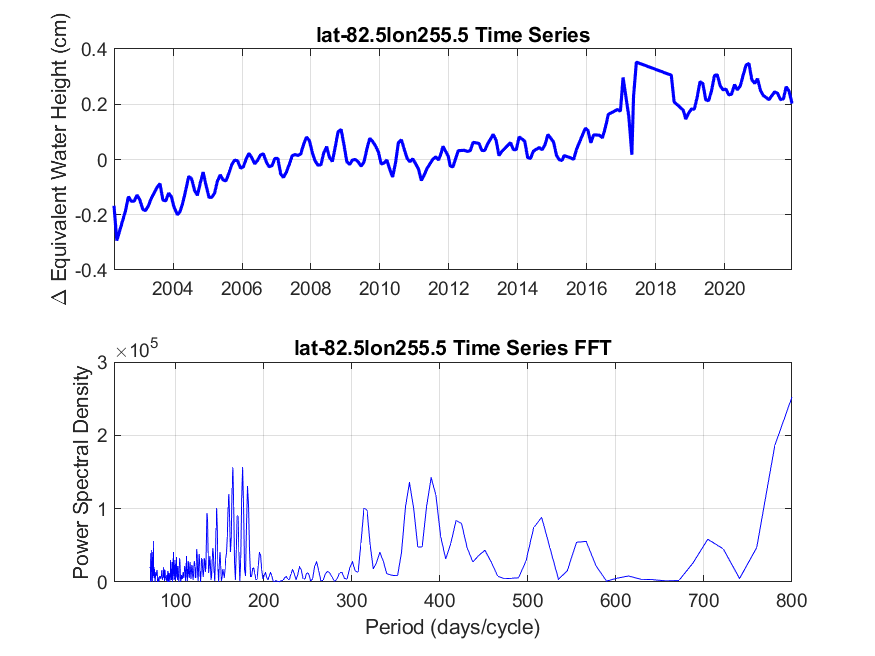 lat-82.5lon255.5 Time Series
Δ Equivalent Water Height (cm)
0.4
0.2
0
-0.2
-0.4
2004 2006 2008 2010 2012 2014 2016 2018 2020
lat-82.5lon255.5 Time Series FFT
×10^5
Power Spectral Density
3
2
1
0
100 200 300 400 500 600 700 800
Period (days/cycle)